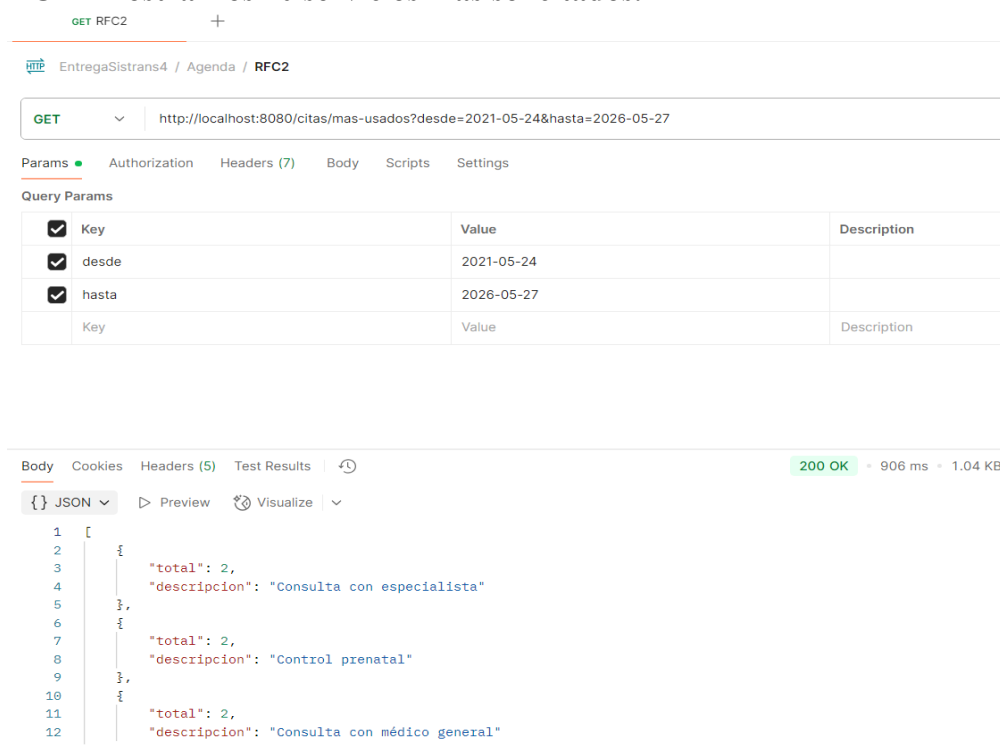 GET RFC2 +
HTTP EntregaSistrans4 / Agenda / RFC2
GET http://localhost:8080/citas/mas-usados?desde=2021-05-24&hasta=2026-05-27
Params Authorization Headers (7) Body Scripts Settings
Query Params
Key Value Description
desde 2021-05-24
hasta 2026-05-27
Key Value Description
Body Cookies Headers (5) Test Results 200 OK 906 ms 1.04 KB
{} JSON Preview Visualize
1 [
2 {
3 "total": 2,
4 "descripcion": "Consulta con especialista"
5 },
6 {
7 "total": 2,
8 "descripcion": "Control prenatal"
9 },
10 {
11 "total": 2,
12 "descripcion": "Consulta con médico general"